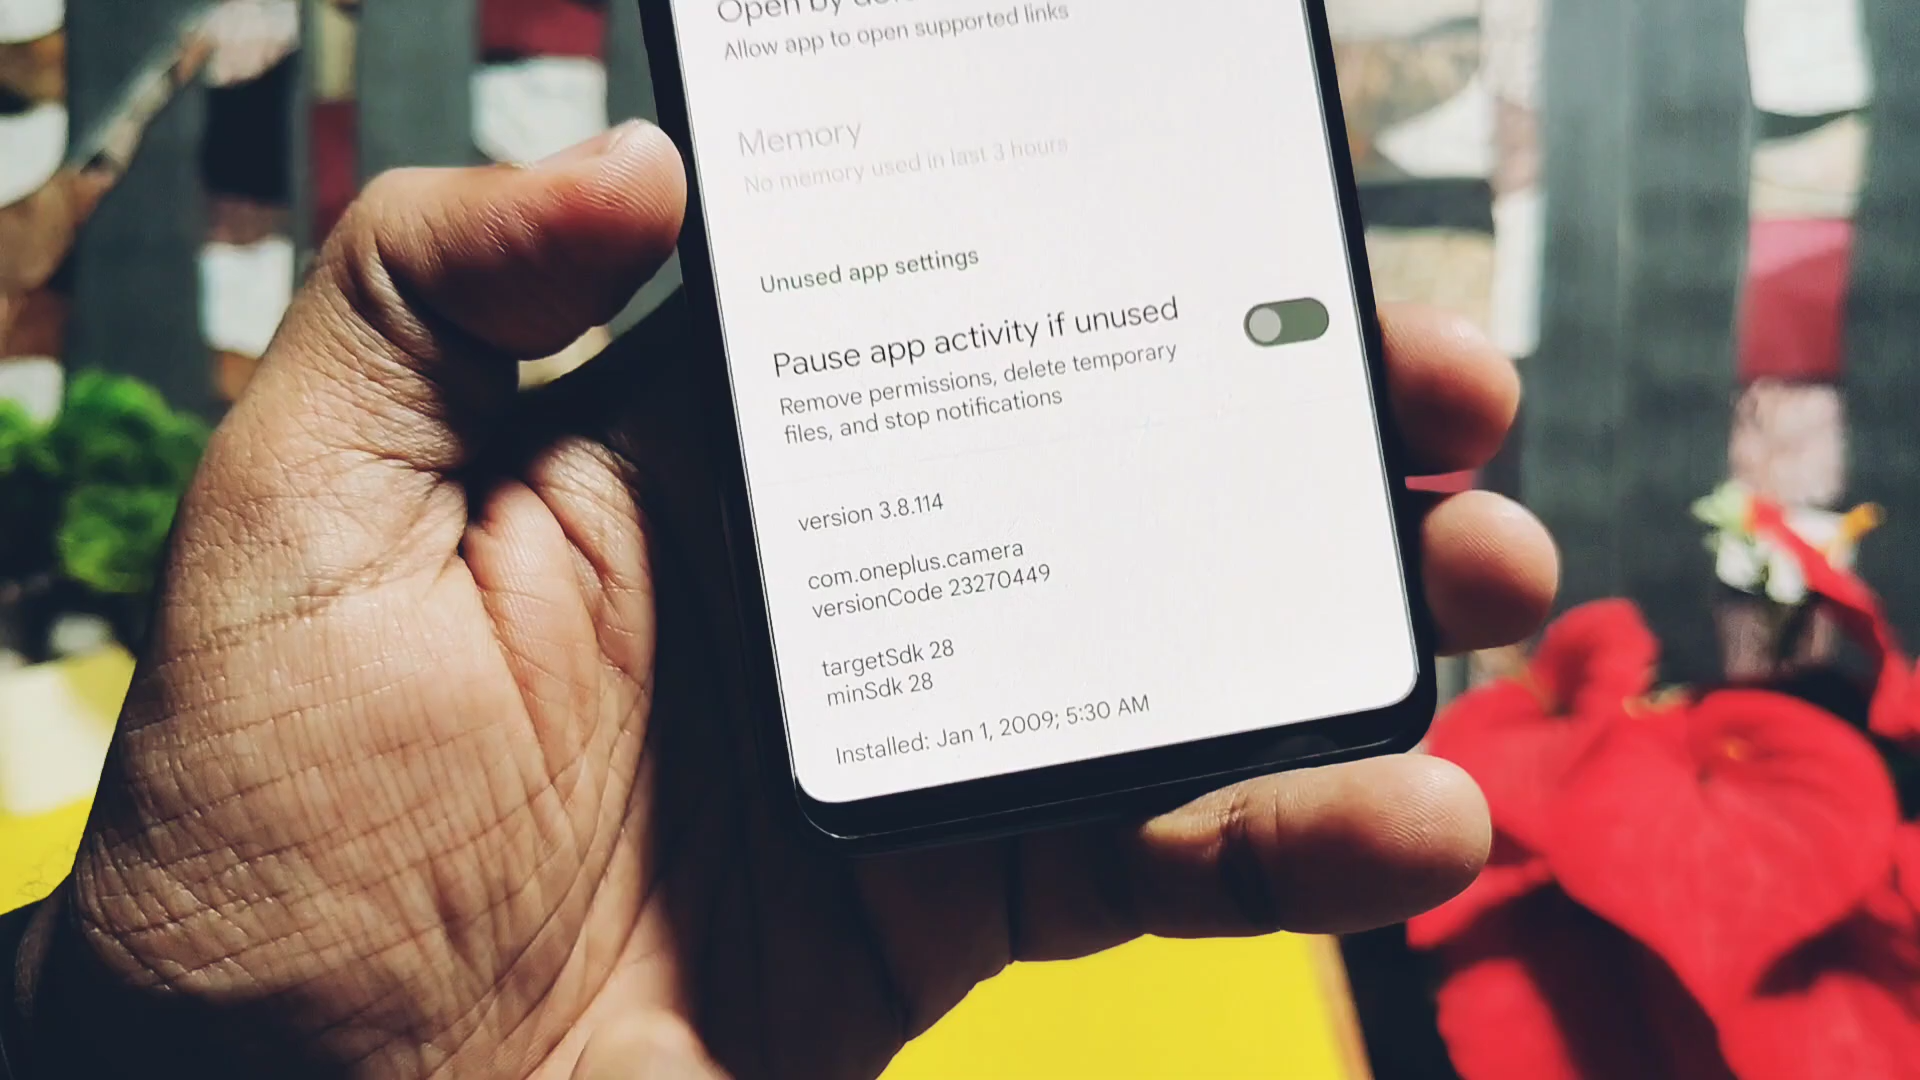 Open by
Allow app to open supported links
Memory
No memory used in last 3 hours
Unused app settings
Pause app activity if unused
Remove permissions, delete temporary
files, and stop notifications
version 3.8.114
com.oneplus.camera
versionCode 23270449
targetSdk 28
minSdk 28
Installed: Jan 1, 2009; 5:30 AM